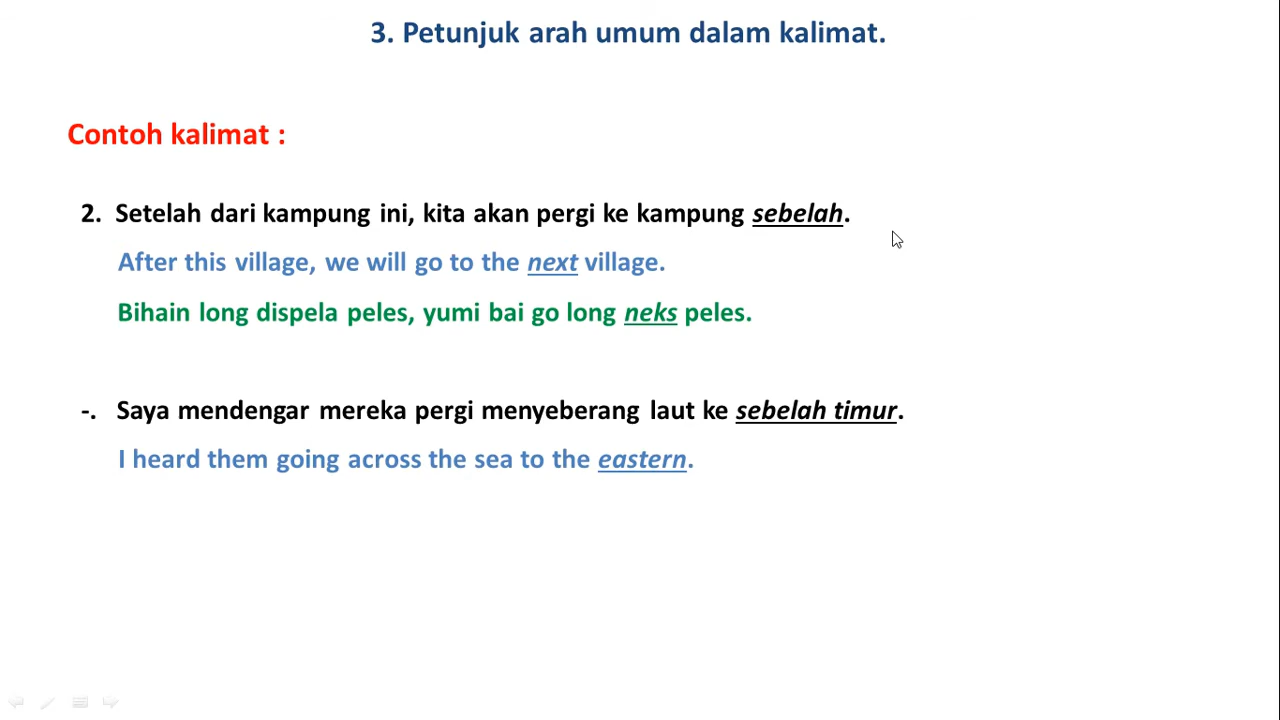 3. Petunjuk arah umum dalam kalimat.
Contoh kalimat :
2. Setelah dari kampung ini, kita akan pergi ke kampung sebelah.
After this village, we will go to the next village.
Bihain long dispela peles, yumi bai go long neks peles.
-. Saya mendengar mereka pergi menyeberang laut ke sebelah timur.
I heard them going across the sea to the eastern.